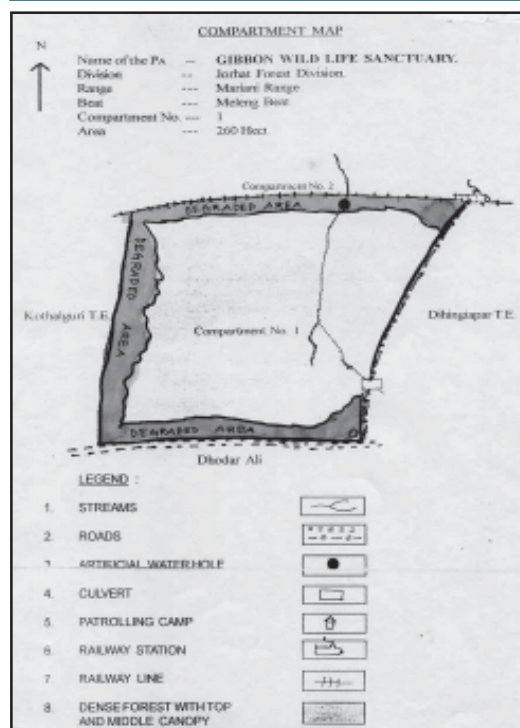 COMPARTMENT MAP
N
Name of the PA -- GIBBON WILD LIFE SANCTUARY.
Division -- Jorhat Forest Division.
Range --- Mariani Range
Beat --- Meleng Beat.
Compartment No. --- 1
Area --- 260 Hect.
Compartment No. 2
DEGRADED AREA
DEGRADED AREA
Kothalguri T.E.
Dihingiapar T.E.
Compartment No. 1
DEGRADED AREA
Dhodar Ali
LEGEND :
1. STREAMS
2. ROADS
3. ARTIFICIAL WATER HOLE
4. CULVERT
5. PATROLLING CAMP
6. RAILWAY STATION
7. RAILWAY LINE
8. DENSE FOREST WITH TOP
AND MIDDLE CANOPY